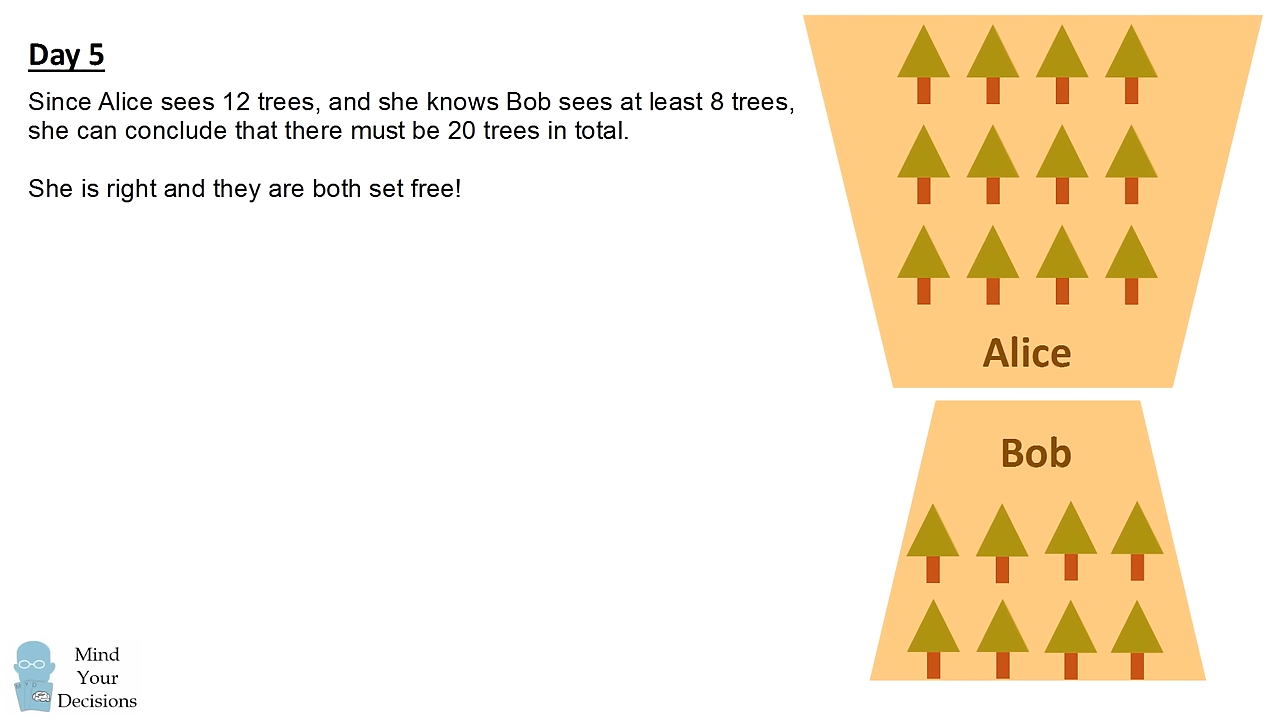 Day 5
Since Alice sees 12 trees, and she knows Bob sees at least 8 trees,
she can conclude that there must be 20 trees in total.
She is right and they are both set free!
Alice
Bob
Mind
Your
Decisions